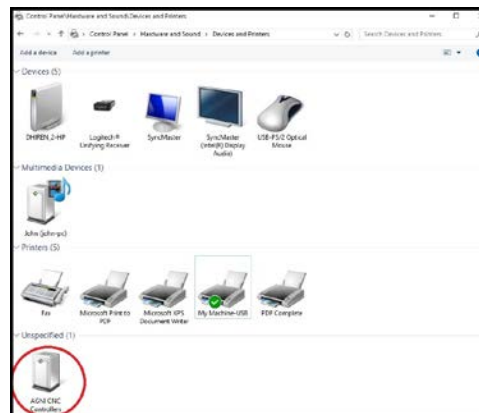 Control Panel\Hardware and Sound\Devices and Printers
Control Panel › Hardware and Sound › Devices and Printers
Search Devices and Printers
Add a device Add a printer
Devices (5)
DHIREN_2-HP
Logitech®
Unifying Receiver
SyncMaster
SyncMaster
(Intel(R) Display
Audio)
USB-PS/2 Optical
Mouse
Multimedia Devices (1)
John (john-pc)
Printers (5)
Fax
Microsoft Print to
PDF
Microsoft XPS
Document Writer
My Machine-USB
PDF Complete
Unspecified (1)
AGNI CNC
Controller